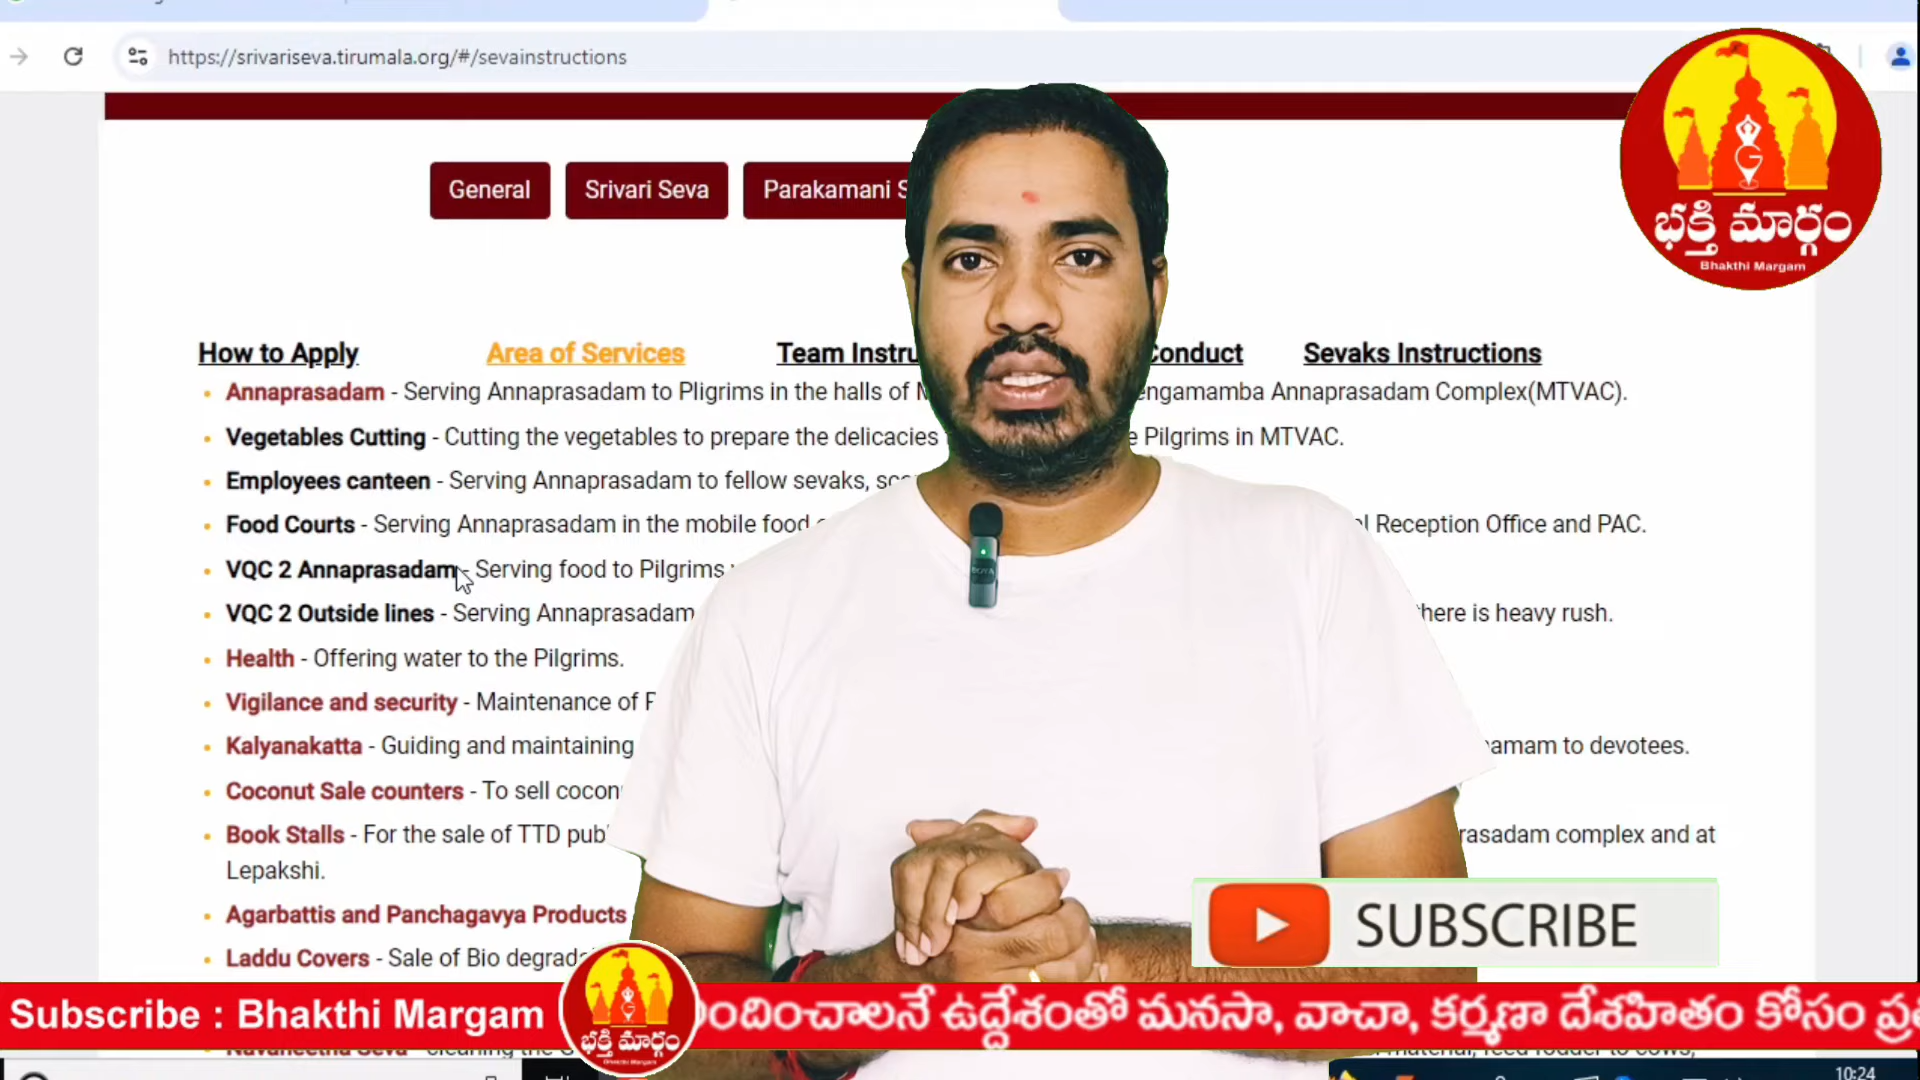 https://srivariseva.tirumala.org/#/sevainstructions
General Srivari Seva Parakamani S
భక్తి మార్గం
Bhakthi Margam
How to Apply Area of Services Team Instru Conduct Sevaks Instructions
Annaprasadam - Serving Annaprasadam to Pligrims in the halls of M engamamba Annaprasadam Complex(MTVAC).
Vegetables Cutting - Cutting the vegetables to prepare the delicacies e Pilgrims in MTVAC.
Employees canteen - Serving Annaprasadam to fellow sevaks,
Food Courts - Serving Annaprasadam in the mobile food l Reception Office and PAC.
VQC 2 Annaprasadam - Serving food to Pilgrims
VQC 2 Outside lines - Serving Annaprasadam there is heavy rush.
Health - Offering water to the Pilgrims.
Vigilance and security - Maintenance of
Kalyanakatta - Guiding and maintaining amam to devotees.
Coconut Sale counters - To sell cocon
Book Stalls - For the sale of TTD pub rasadam complex and at
Lepakshi.
Agarbattis and Panchagavya Products
Laddu Covers - Sale of Bio degrada
SUBSCRIBE
Subscribe : Bhakthi Margam
భక్తి మార్గం
ందించాలనే ఉద్దేశంతో మనసా, వాచా, కర్మణా దేశహితం కోసం ప్ర
10:24